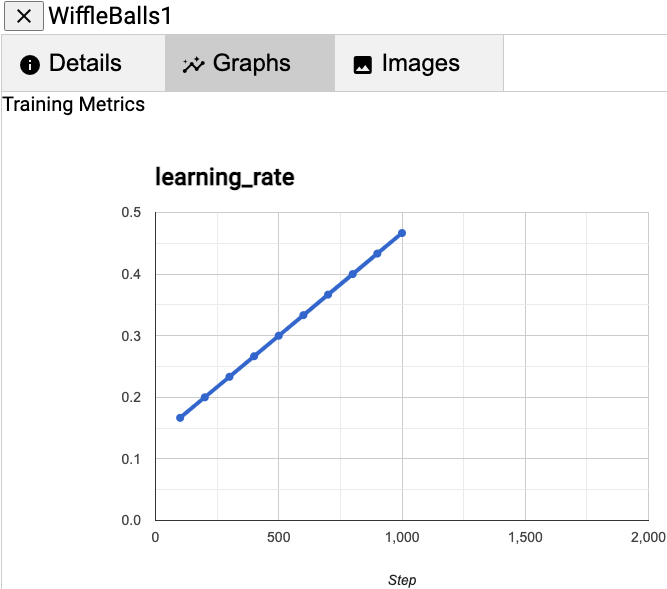 WiffleBalls1
Details Graphs Images
Training Metrics
learning_rate
0.5
0.4
0.3
0.2
0.1
0.0
0 500 1,000 1,500 2,000
Step